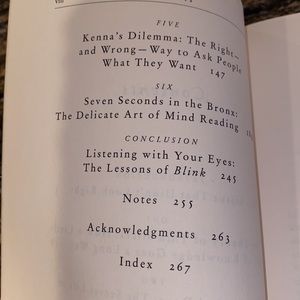 viii
FIVE
Kenna's Dilemma: The Right—
and Wrong—Way to Ask People
What They Want 147
SIX
Seven Seconds in the Bronx:
The Delicate Art of Mind Reading
CONCLUSION
Listening with Your Eyes:
The Lessons of Blink 245
Notes 255
Acknowledgments 263
Index 267